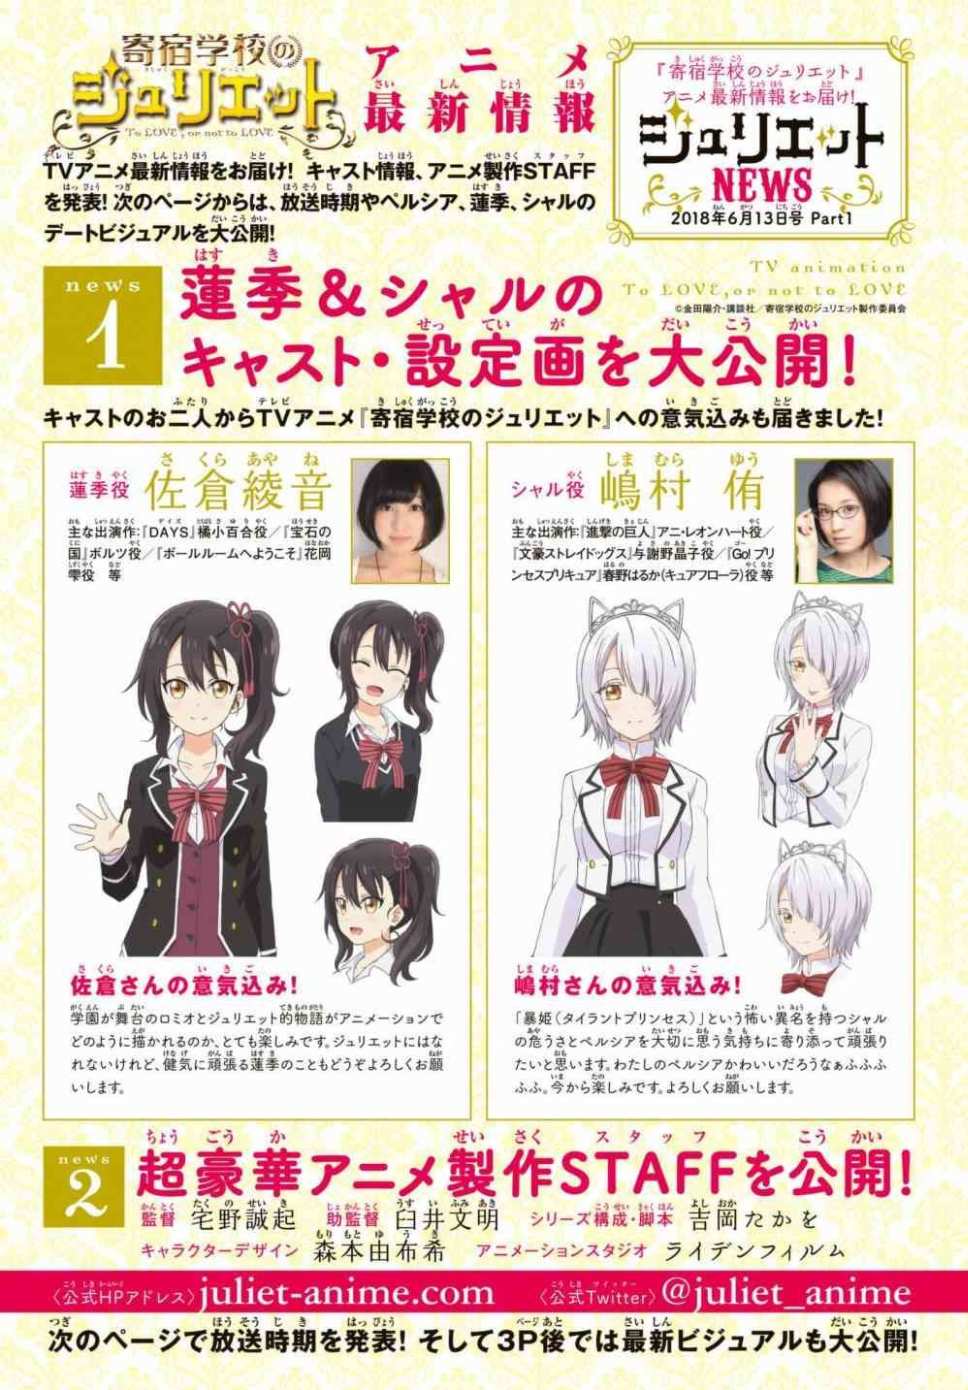 寄宿学校の
ジュリエット
To LOVE, or not to LOVE
アニメ
最新情報
『寄宿学校のジュリエット』
アニメ最新情報をお届け!
ジュリエット
NEWS
2018年6月13日号 Part1
TVアニメ最新情報をお届け! キャスト情報、アニメ製作STAFF
を発表! 次のページからは、放送時期やペルシア、蓮季、シャルの
デートビジュアルを大公開!
TV animation
To LOVE, or not to LOVE
©金田陽介・講談社/寄宿学校のジュリエット製作委員会
news
1
蓮季&シャルの
キャスト・設定画を大公開!
キャストのお二人からTVアニメ『寄宿学校のジュリエット』への意気込みも届きました!
蓮季役 佐倉綾音
主な出演作:『DAYS』橘小百合役/『宝石の
国』ボルツ役/『ボールルームへようこそ』花岡
雫役 等
佐倉さんの意気込み!
学園が舞台のロミオとジュリエット的物語がアニメーションで
どのように描かれるのか、とても楽しみです。ジュリエットにはな
れないけれど、健気に頑張る蓮季のこともどうぞよろしくお願
いします。
シャル役 嶋村 侑
主な出演作:『進撃の巨人』アニ・レオンハート役/
『文豪ストレイドッグス』与謝野晶子役/『Go! プリ
ンセスプリキュア』春野はるか(キュアフローラ)役 等
嶋村さんの意気込み!
「暴姫(タイラントプリンセス)」という怖い異名を持つシャル
の危うさとペルシアを大切に思う気持ちに寄り添って頑張り
たいと思います。わたしのペルシアかわいいだろうなぁふふふ
ふふ。今から楽しみです。よろしくお願いします。
news
2
超豪華アニメ製作STAFFを公開!
監督 宅野誠起 助監督 臼井文明 シリーズ構成・脚本 吉岡たかを
キャラクターデザイン 森本由布希 アニメーションスタジオ ライデンフィルム
〈公式HPアドレス〉juliet-anime.com 〈公式Twitter〉@juliet_anime
次のページで放送時期を発表! そして3P後では最新ビジュアルも大公開!